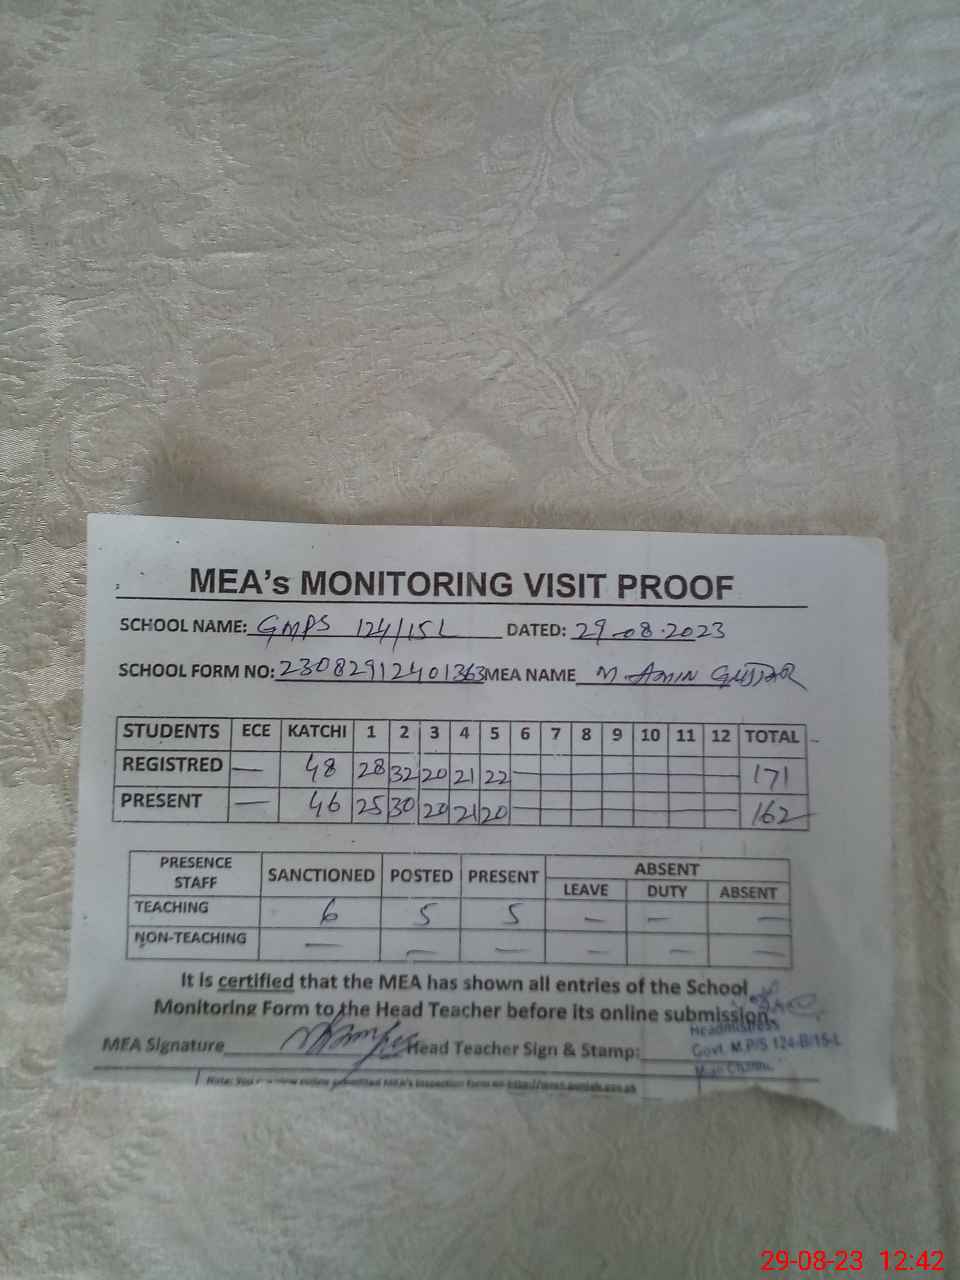 MEA's MONITORING VISIT PROOF
SCHOOL NAME: GMPS 124/15L DATED: 29-08-2023
SCHOOL FORM NO: 23082912401363 MEA NAME M AMIN GUJJAR
STUDENTS ECE KATCHI 1 2 3 4 5 6 7 8 9 10 11 12 TOTAL
REGISTRED — 48 28 32 20 21 22 171
PRESENT — 46 25 30 20 21 20 162
PRESENCE STAFF SANCTIONED POSTED PRESENT ABSENT
LEAVE DUTY ABSENT
TEACHING 6 5 5 — — —
NON-TEACHING — — — — — —
It is certified that the MEA has shown all entries of the School
Monitoring Form to the Head Teacher before its online submission.
MEA Signature Head Teacher Sign & Stamp:
Headmistress
Govt. M.P/S 124-B/15-L
Mian Channu
Note: You
29-08-23 12:42